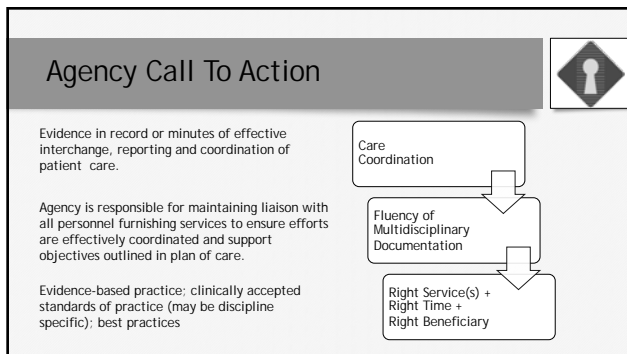 Agency Call To Action
Evidence in record or minutes of effective
interchange, reporting and coordination of
patient care.
Agency is responsible for maintaining liaison with
all personnel furnishing services to ensure efforts
are effectively coordinated and support
objectives outlined in plan of care.
Evidence-based practice; clinically accepted
standards of practice (may be discipline
specific); best practices
Care
Coordination
Fluency of
Multidisciplinary
Documentation
Right Service(s) +
Right Time +
Right Beneficiary